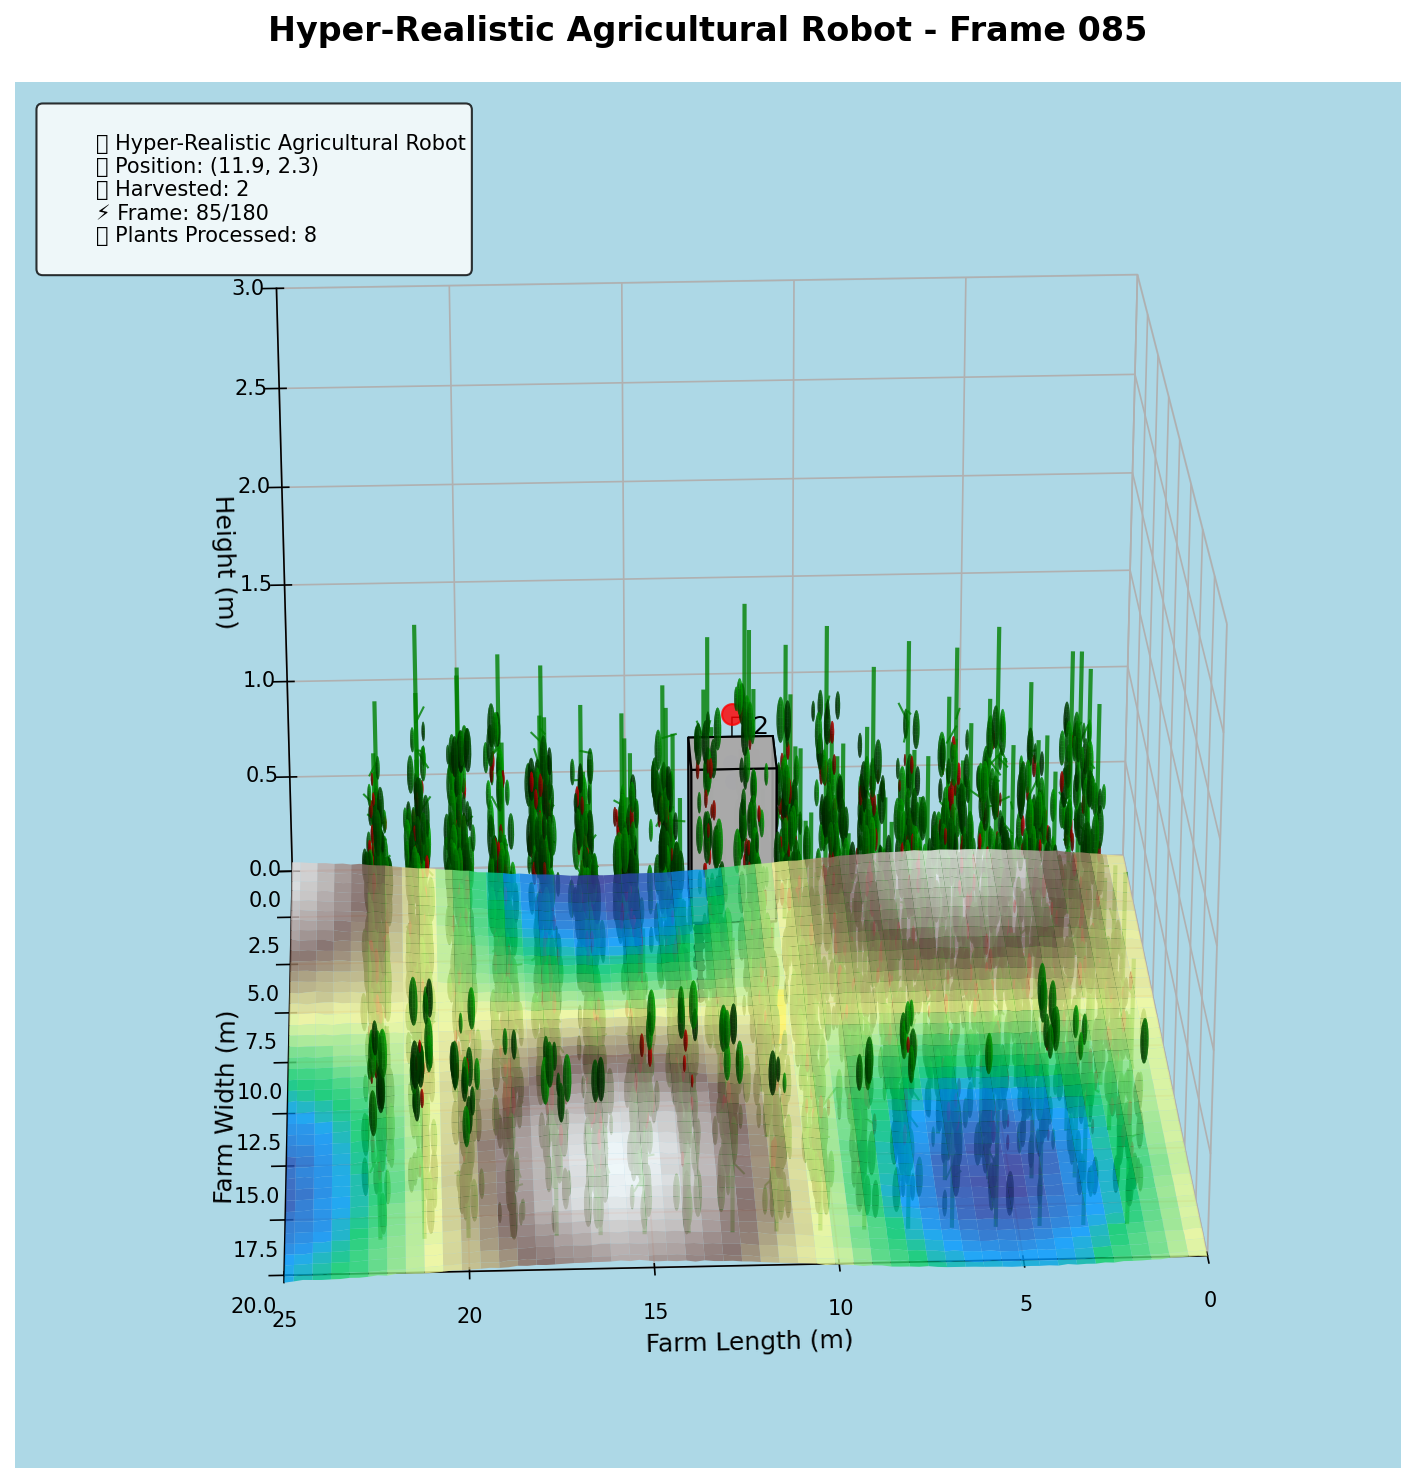 Hyper-Realistic Agricultural Robot - Frame 085
▯ Hyper-Realistic Agricultural Robot
▯ Position: (11.9, 2.3)
▯ Harvested: 2
⚡ Frame: 85/180
▯ Plants Processed: 8
3.0
2.5
2.0
1.5
1.0
0.5
0.0
Height (m)
2
0.0
2.5
5.0
7.5
10.0
12.5
15.0
17.5
20.0
Farm Width (m)
25
20
15
10
5
0
Farm Length (m)